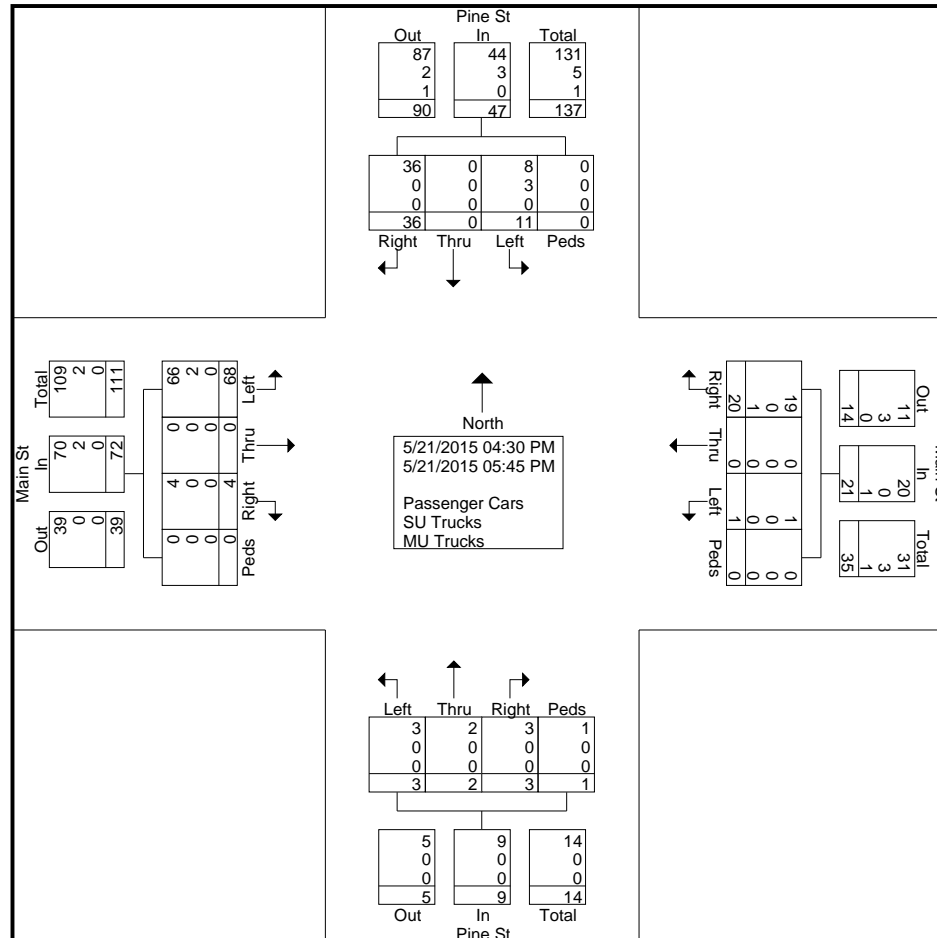 Pine St
Out In Total
87 44 131
2 3 5
1 0 1
90 47 137
36 0 8 0
0 0 3 0
0 0 0 0
36 0 11 0
Right Thru Left Peds
Main St
Total
109 2 0 111
In
70 2 0 72
Out
39 0 0 39
Left
66 2 0 68
Thru
0 0 0 0
Right
4 0 0 4
Peds
0 0 0 0
North
5/21/2015 04:30 PM
5/21/2015 05:45 PM
Passenger Cars
SU Trucks
MU Trucks
Right
19 0 1 20
Thru
0 0 0 0
Left
1 0 0 1
Peds
0 0 0 0
Out
11 3 0 14
In
20 0 1 21
Total
31 3 1 35
Left Thru Right Peds
3 2 3 1
0 0 0 0
0 0 0 0
3 2 3 1
5 9 14
0 0 0
0 0 0
5 9 14
Out In Total
Pine St